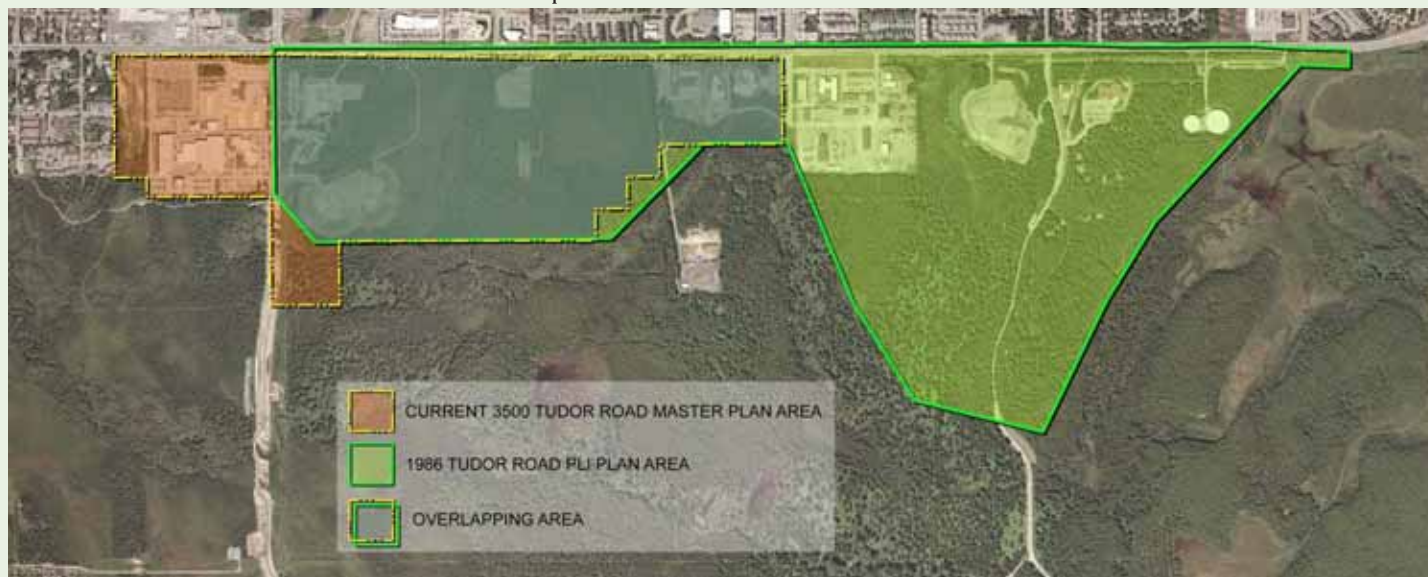 CURRENT 3500 TUDOR ROAD MASTER PLAN AREA
1986 TUDOR ROAD PLI PLAN AREA
OVERLAPPING AREA